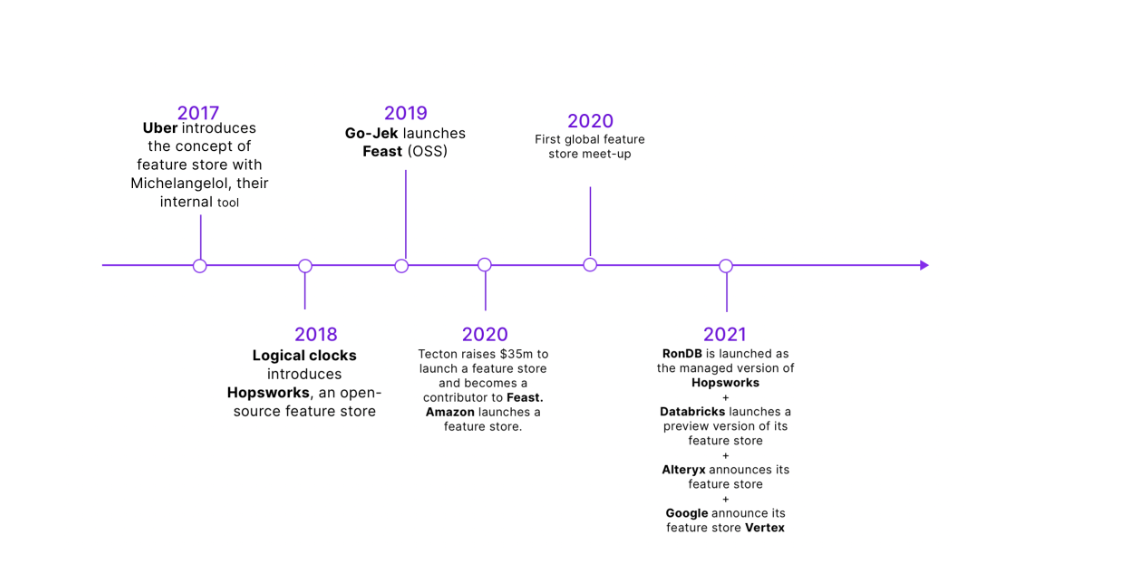 2017
Uber introduces
the concept of
feature store with
Michelangelol, their
internal tool
2018
Logical clocks
introduces
Hopsworks, an open-
source feature store
2019
Go-Jek launches
Feast (OSS)
2020
Tecton raises $35m to
launch a feature store
and becomes a
contributor to Feast.
Amazon launches a
feature store.
2020
First global feature
store meet-up
2021
RonDB is launched as
the managed version of
Hopsworks
+
Databricks launches a
preview version of its
feature store
+
Alteryx announces its
feature store
+
Google announce its
feature store Vertex